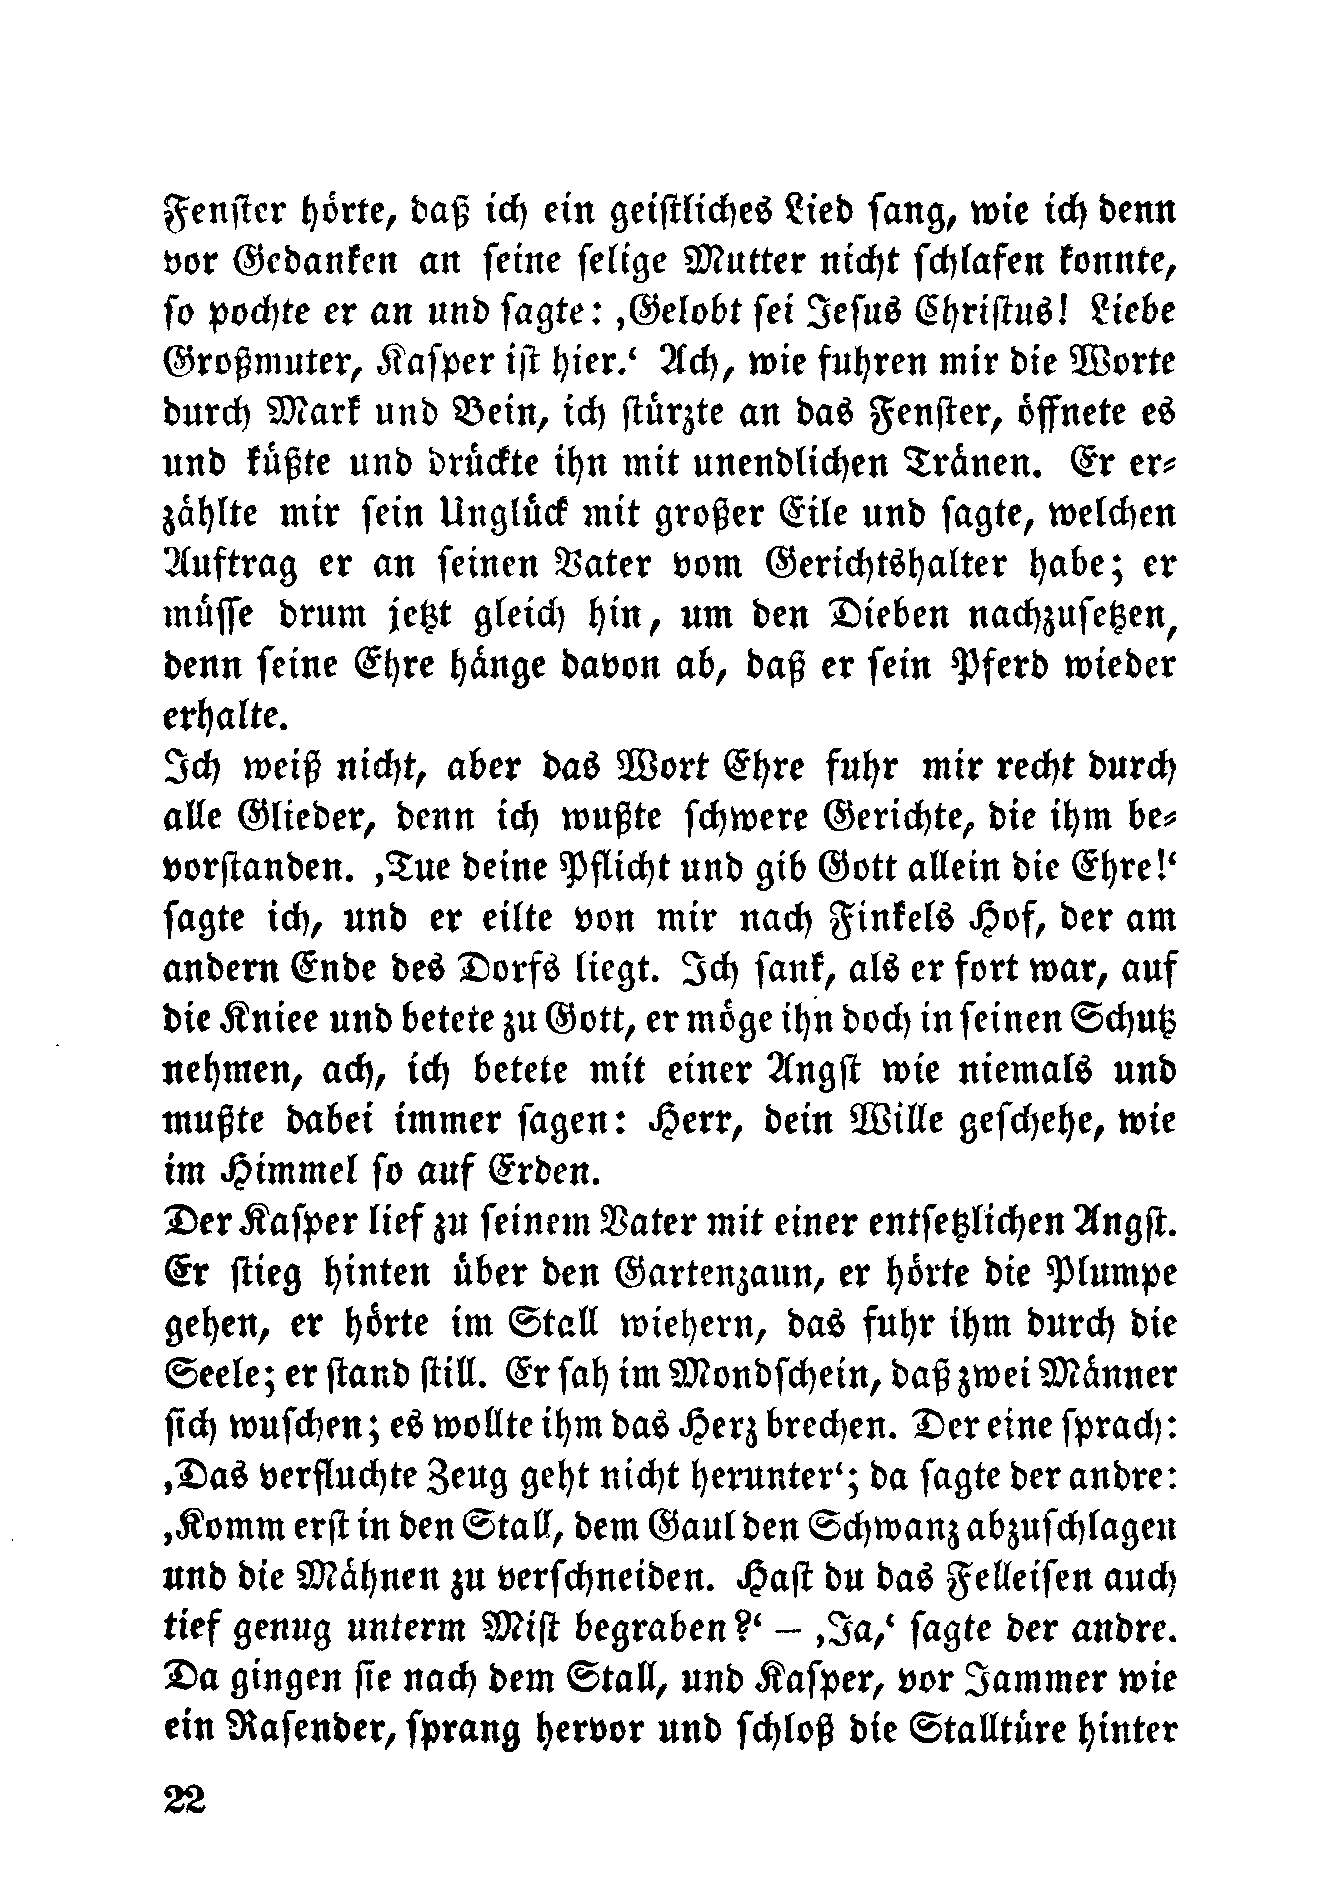 Fenster hörte, daß ich ein geistliches Lied sang, wie ich denn
vor Gedanken an seine selige Mutter nicht schlafen konnte,
so pochte er an und sagte: ‚Gelobt sei Jesus Christus! Liebe
Großmuter, Kasper ist hier.‘ Ach, wie fuhren mir die Worte
durch Mark und Bein, ich stürzte an das Fenster, öffnete es
und küßte und drückte ihn mit unendlichen Tränen. Er er-
zählte mir sein Unglück mit großer Eile und sagte, welchen
Auftrag er an seinen Vater vom Gerichtshalter habe; er
müsse drum jetzt gleich hin, um den Dieben nachzusetzen,
denn seine Ehre hänge davon ab, daß er sein Pferd wieder
erhalte.
Ich weiß nicht, aber das Wort Ehre fuhr mir recht durch
alle Glieder, denn ich wußte schwere Gerichte, die ihm be-
vorstanden. ‚Tue deine Pflicht und gib Gott allein die Ehre!‘
sagte ich, und er eilte von mir nach Finkels Hof, der am
andern Ende des Dorfs liegt. Ich sank, als er fort war, auf
die Kniee und betete zu Gott, er möge ihn doch in seinen Schutz
nehmen, ach, ich betete mit einer Angst wie niemals und
mußte dabei immer sagen: Herr, dein Wille geschehe, wie
im Himmel so auf Erden.
Der Kasper lief zu seinem Vater mit einer entsetzlichen Angst.
Er stieg hinten über den Gartenzaun, er hörte die Plumpe
gehen, er hörte im Stall wiehern, das fuhr ihm durch die
Seele; er stand still. Er sah im Mondschein, daß zwei Männer
sich wuschen; es wollte ihm das Herz brechen. Der eine sprach:
‚Das verfluchte Zeug geht nicht herunter‘; da sagte der andre:
‚Komm erst in den Stall, dem Gaul den Schwanz abzuschlagen
und die Mähnen zu verschneiden. Hast du das Felleisen auch
tief genug unterm Mist begraben?‘ – ‚Ja,‘ sagte der andre.
Da gingen sie nach dem Stall, und Kasper, vor Jammer wie
ein Rasender, sprang hervor und schloß die Stalltüre hinter
22